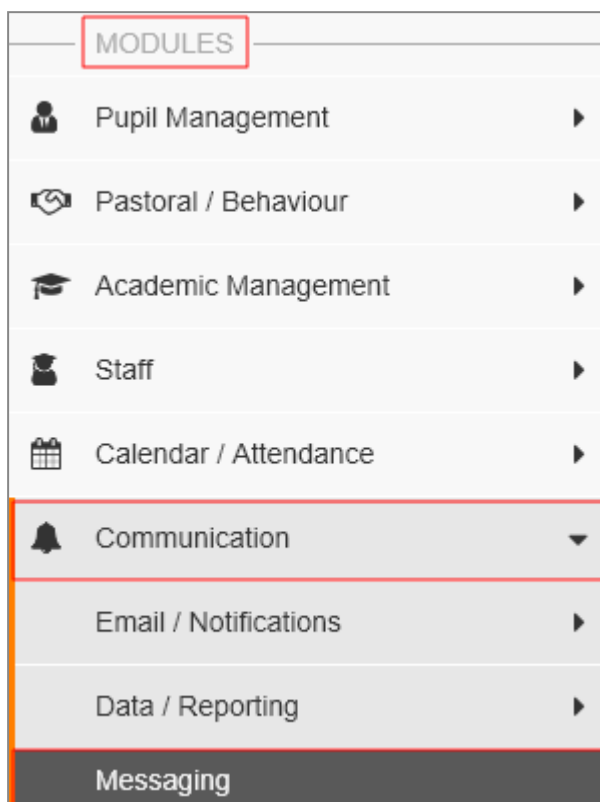 MODULES
Pupil Management
Pastoral / Behaviour
Academic Management
Staff
Calendar / Attendance
Communication
Email / Notifications
Data / Reporting
Messaging